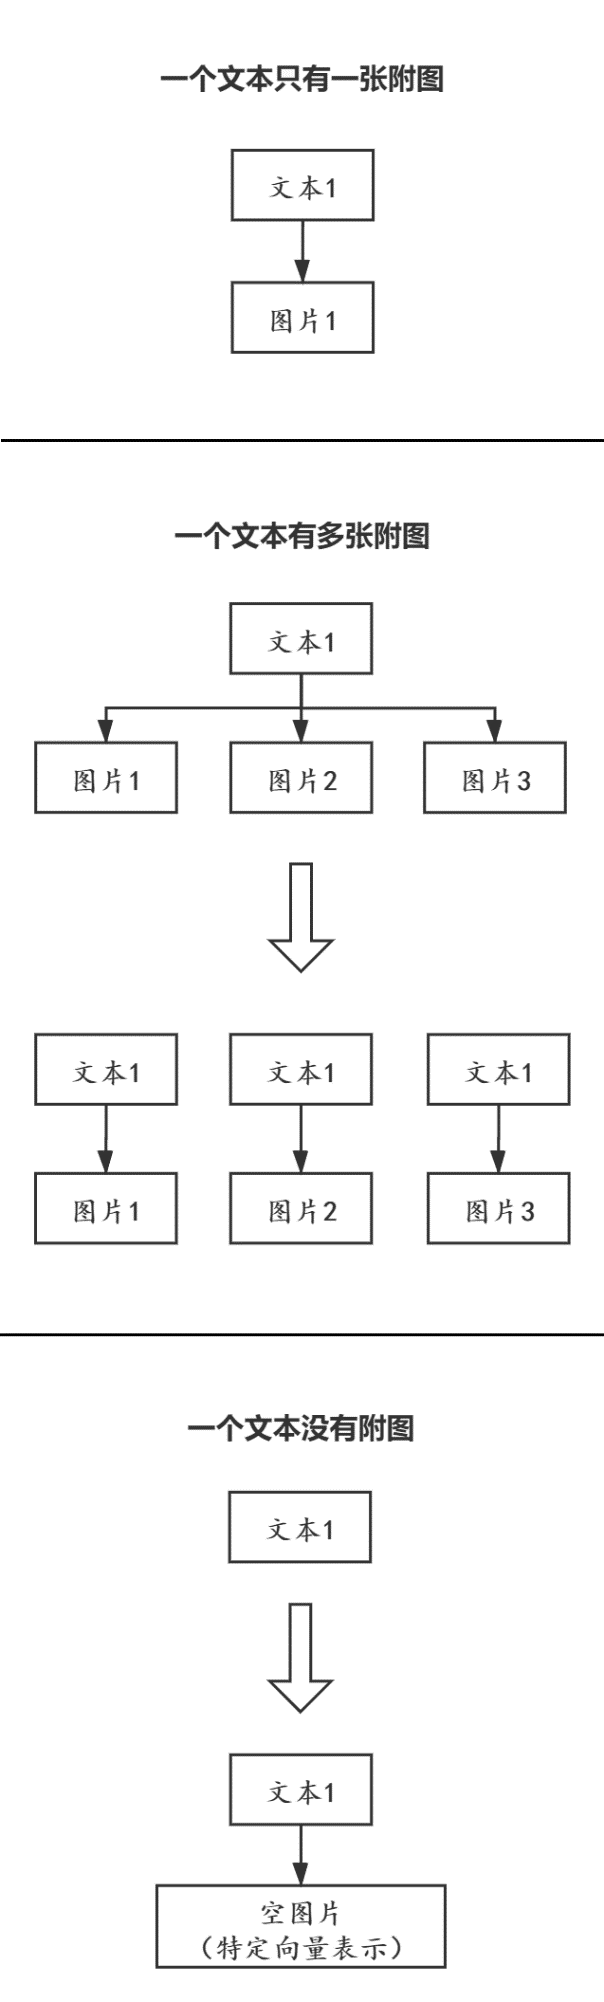 一个文本只有一张附图
文本1
图片1
一个文本有多张附图
文本1
图片1
图片2
图片3
文本1
文本1
文本1
图片1
图片2
图片3
一个文本没有附图
文本1
文本1
空图片
（特定向量表示）